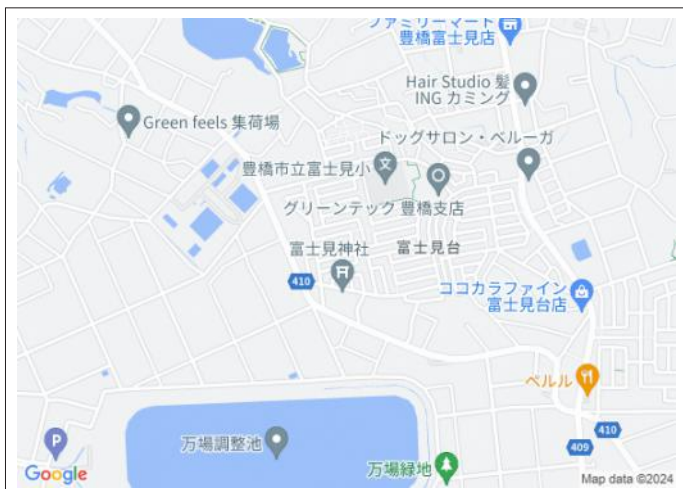 ファミリーマート
豊橋富士見店
Hair Studio 髪
ING カミング
Green feels 集荷場
ドッグサロン・ベルーガ
豊橋市立富士見小
文
グリーンテック 豊橋支店
富士見神社
富士見台
410
ココカラファイン
富士見台店
ベルル
410
409
万場調整池
P
万場緑地
Google
Map data ©2024